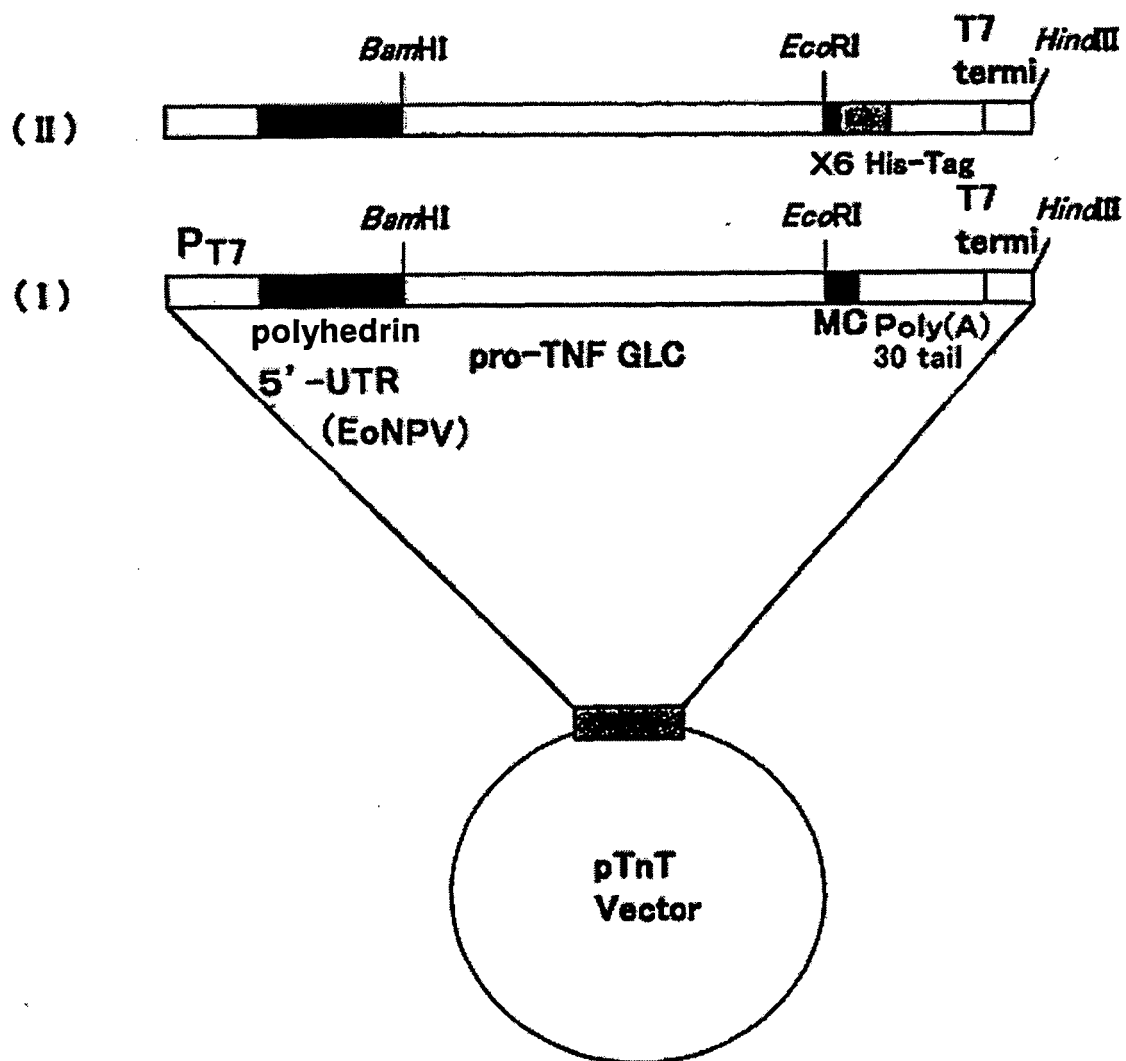 BamHI
EcoRI
T7
termi
HindIII
(II)
X6 His-Tag
PT7
BamHI
EcoRI
T7
termi
HindIII
(I)
polyhedrin
5'-UTR
(EoNPV)
pro-TNF GLC
MC
Poly(A)
30 tail
pTnT
Vector